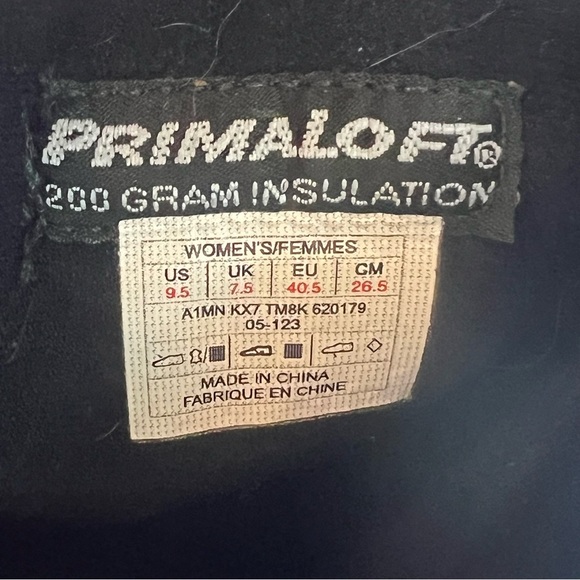 PRIMALOFT®
200 GRAM INSULATION
WOMEN'S/FEMMES
US UK EU CM
9.5 7.5 40.5 26.5
A1MN KX7 TM8K 620179
05-123
MADE IN CHINA
FABRIQUE EN CHINE